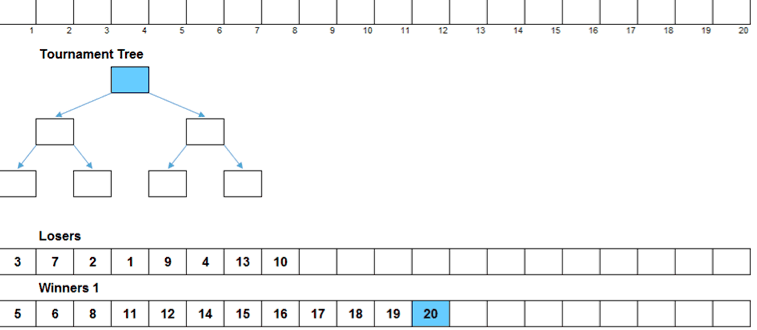 1 2 3 4 5 6 7 8 9 10 11 12 13 14 15 16 17 18 19 20
Tournament Tree
Losers
3 7 2 1 9 4 13 10
Winners 1
5 6 8 11 12 14 15 16 17 18 19 20